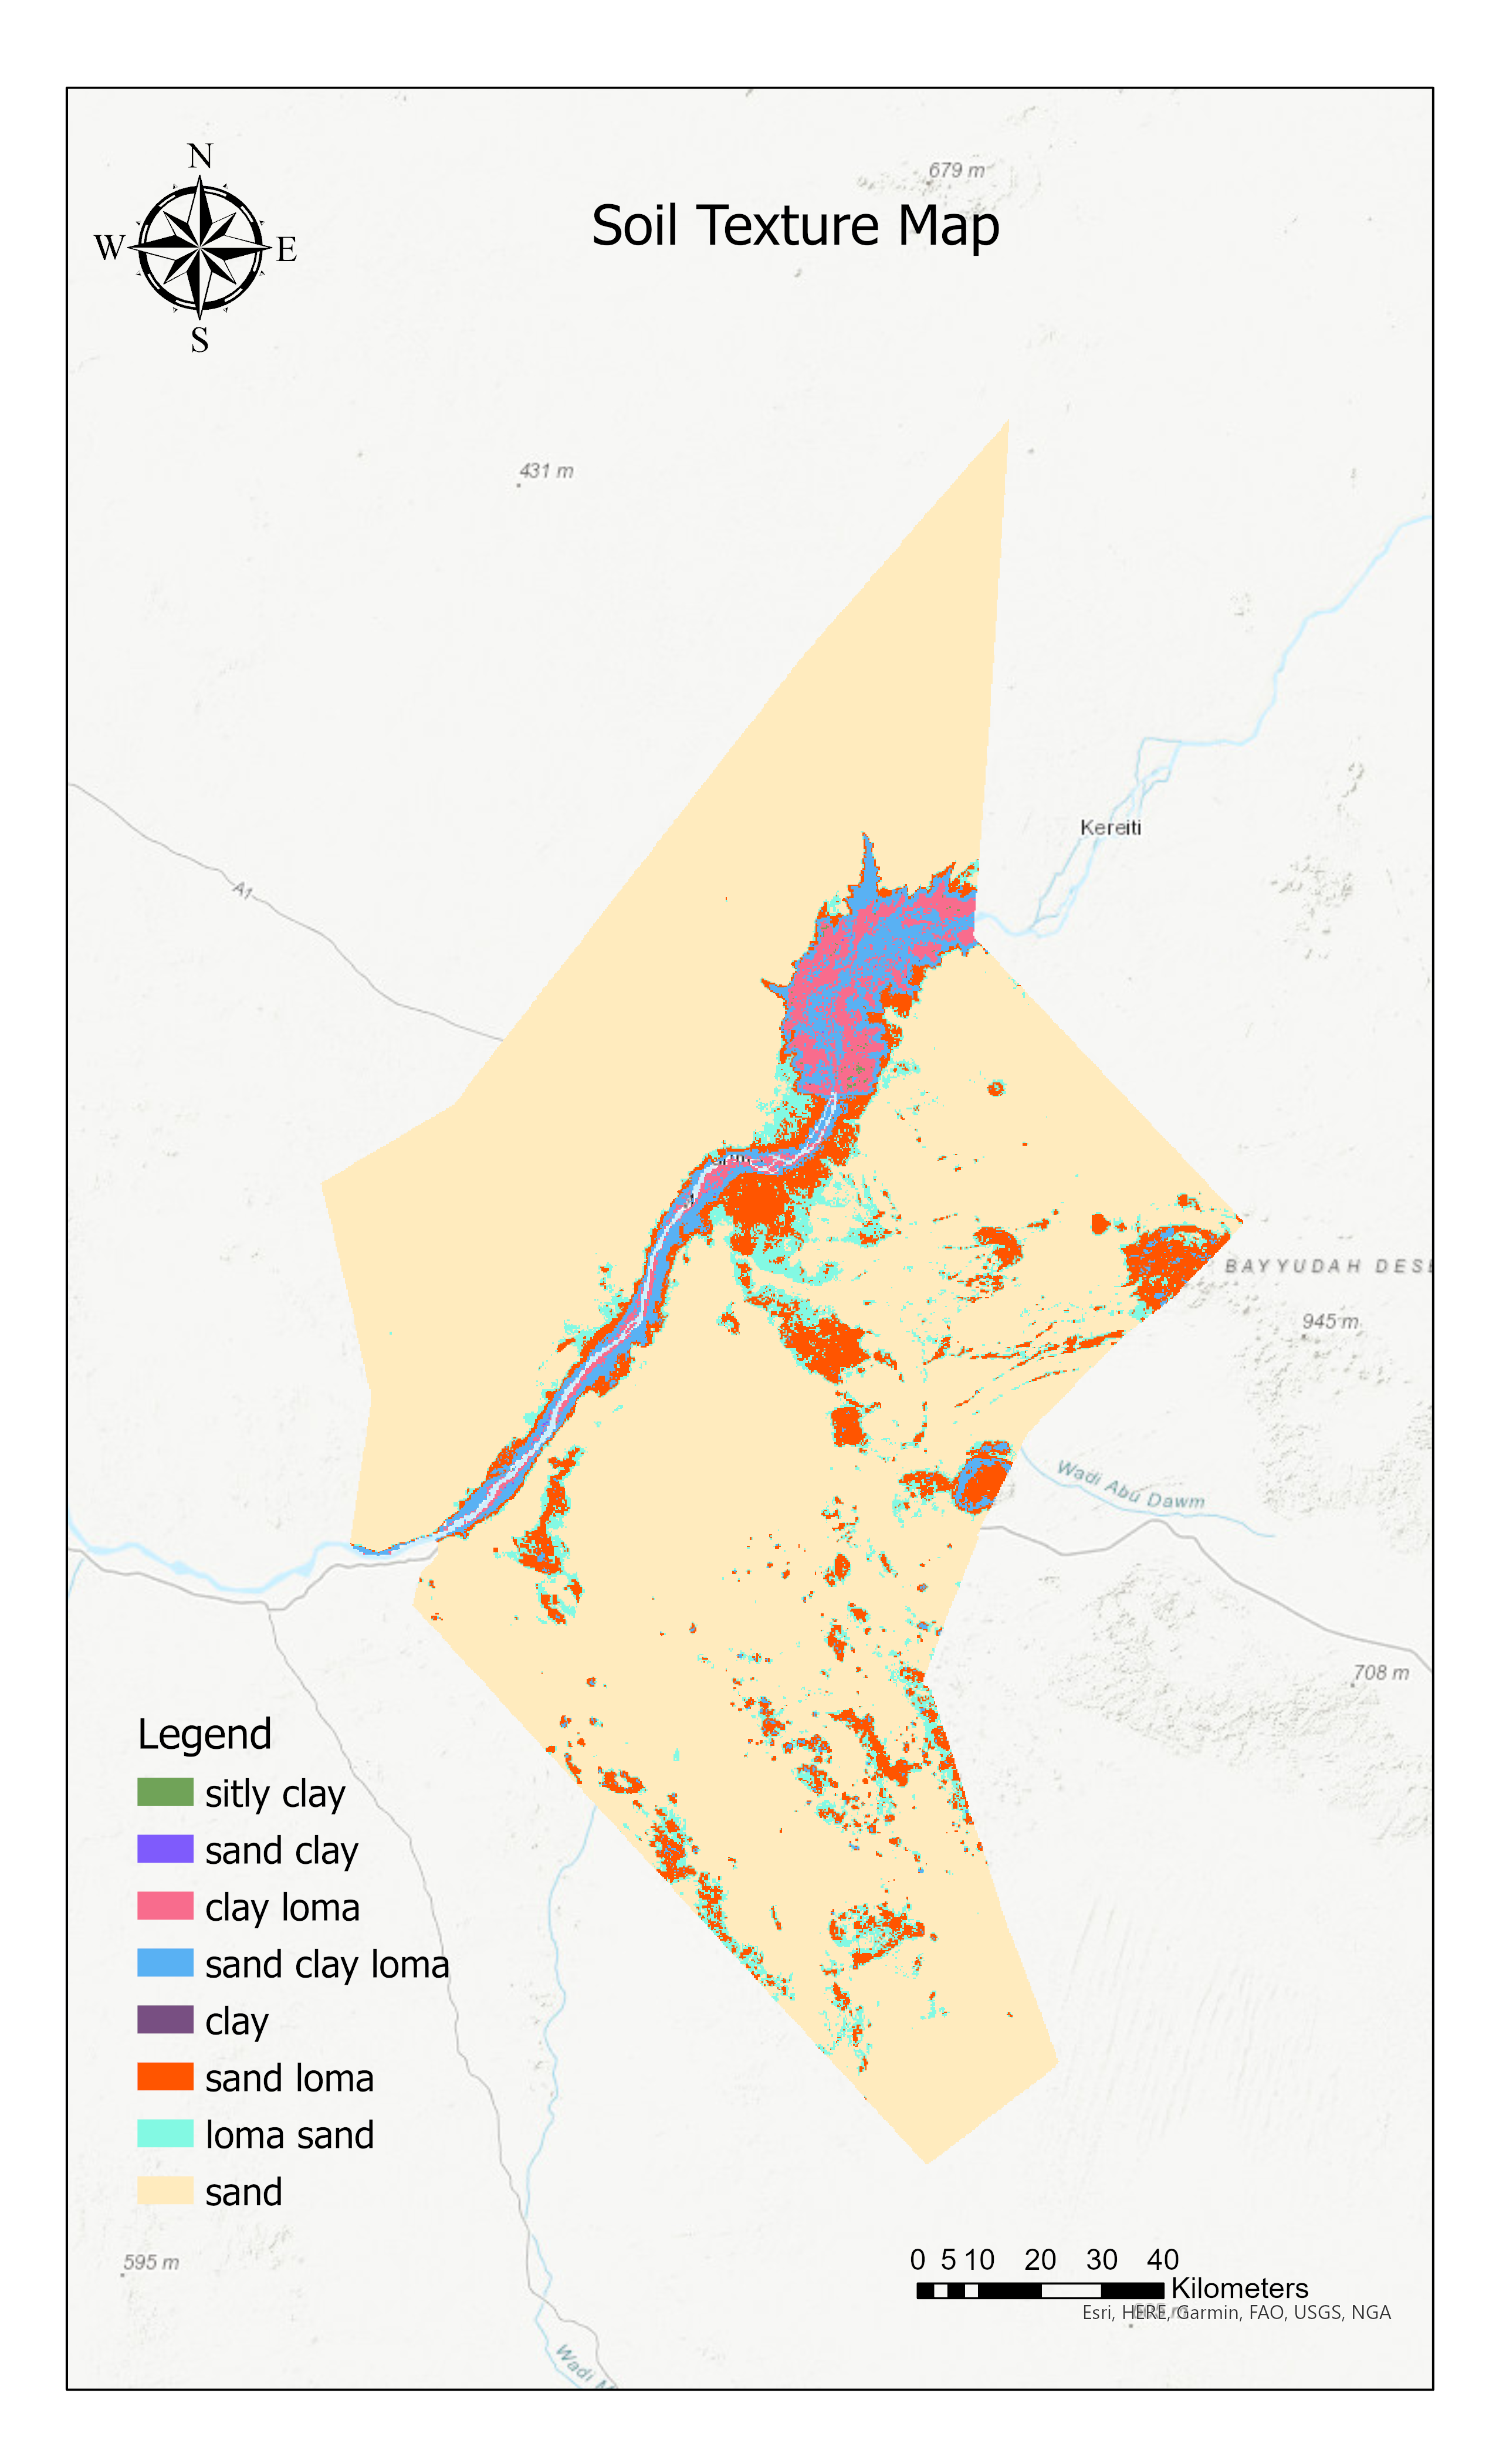 679 m
N
W
E
S
Soil Texture Map
431 m
Kereiti
A1
BAYYUDAH DESE
945 m
Wadi Abu Dawm
708 m
Legend
sitly clay
sand clay
clay loma
sand clay loma
clay
sand loma
loma sand
sand
595 m
0 5 10 20 30 40
Kilometers
Esri, HERE, Garmin, FAO, USGS, NGA
Wadi M